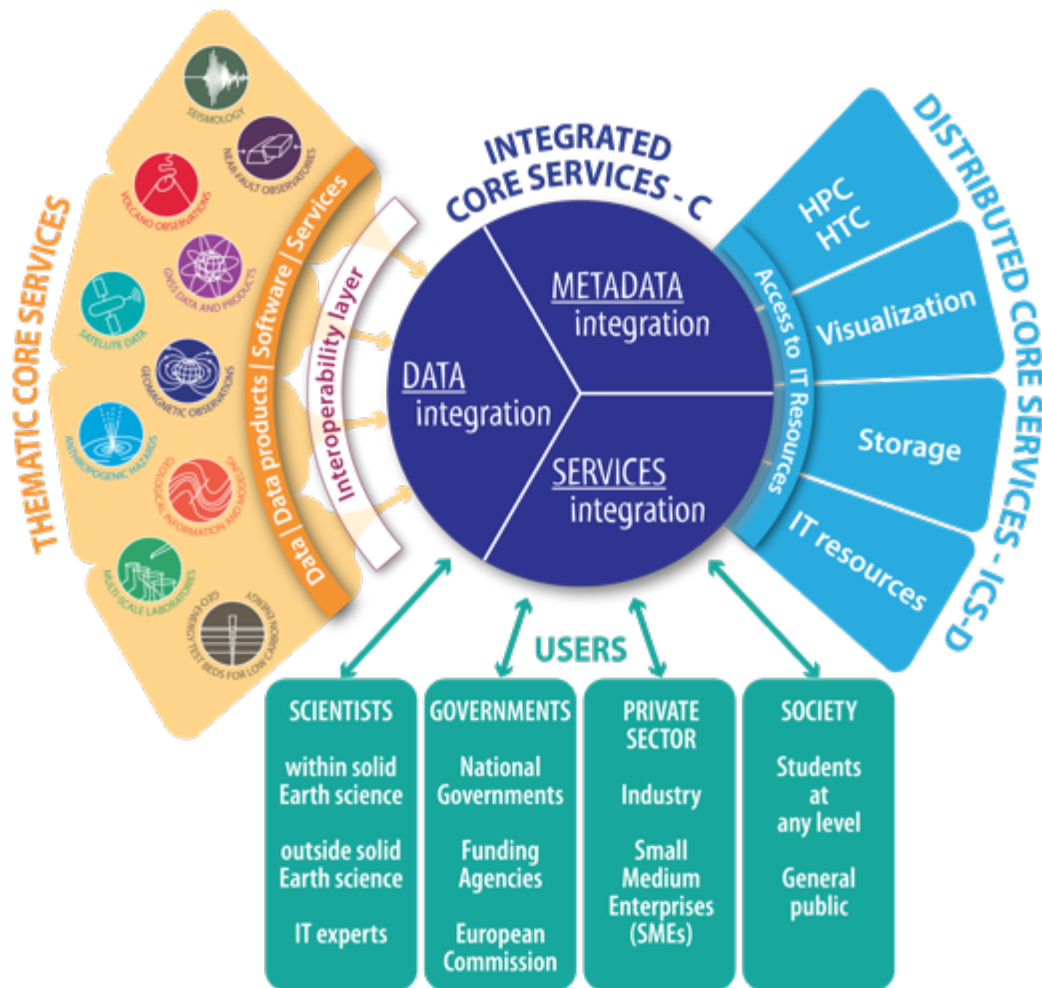 THEMATIC CORE SERVICES
SEISMOLOGY
NEAR-FAULT OBSERVATORIES
VOLCANO OBSERVATIONS
GNSS DATA AND PRODUCTS
SATELLITE DATA
GEOMAGNETIC OBSERVATIONS
ANTHROPOGENIC HAZARDS
GEOLOGICAL INFORMATION AND MODELING
MULTI-SCALE LABORATORIES
GEO ENERGY TEST BEDS FOR LOW CARBON ENERGY
Data | Data products | Software | Services
Interoperability layer
INTEGRATED
CORE SERVICES - C
METADATA
integration
DATA
integration
SERVICES
integration
Access to IT Resources
HPC
HTC
Visualization
Storage
IT resources
DISTRIBUTED CORE SERVICES - ICS-D
USERS
SCIENTISTS
within solid
Earth science
outside solid
Earth science
IT experts
GOVERNMENTS
National
Governments
Funding
Agencies
European
Commission
PRIVATE
SECTOR
Industry
Small
Medium
Enterprises
(SMEs)
SOCIETY
Students
at
any level
General
public